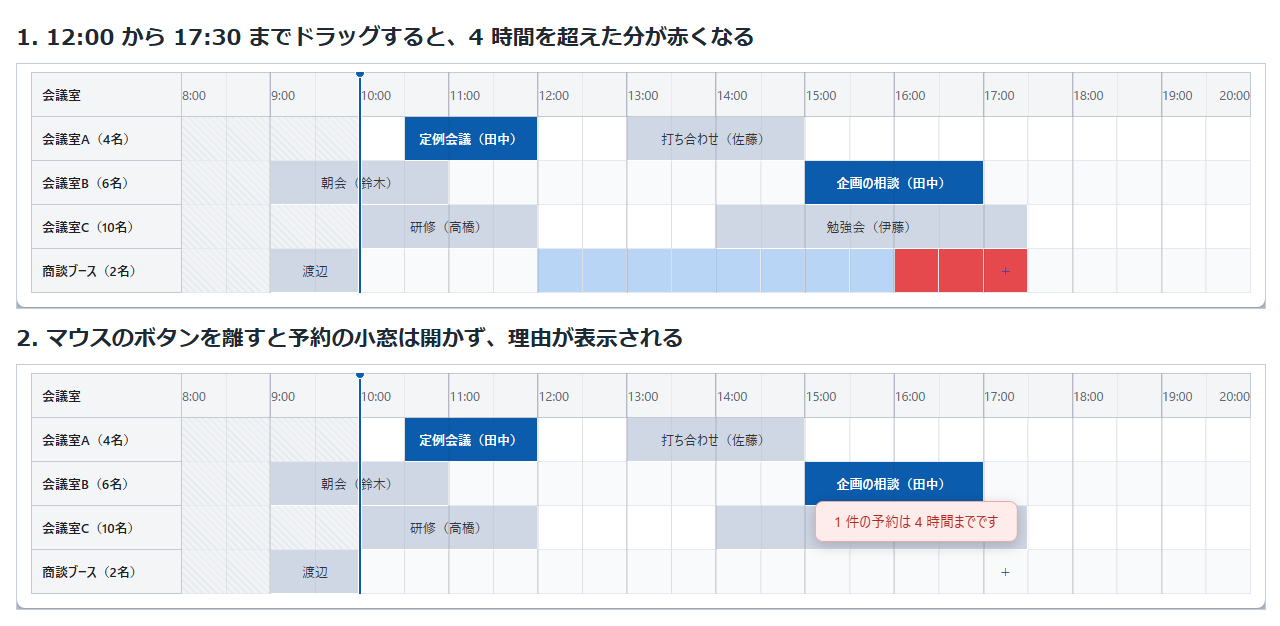 1. 12:00 から 17:30 までドラッグすると、4 時間を超えた分が赤くなる
会議室 8:00 9:00 10:00 11:00 12:00 13:00 14:00 15:00 16:00 17:00 18:00 19:00 20:00
会議室A（4名） 定例会議（田中） 打ち合わせ（佐藤）
会議室B（6名） 朝会（鈴木） 企画の相談（田中）
会議室C（10名） 研修（高橋） 勉強会（伊藤）
商談ブース（2名） 渡辺 +
2. マウスのボタンを離すと予約の小窓は開かず、理由が表示される
会議室 8:00 9:00 10:00 11:00 12:00 13:00 14:00 15:00 16:00 17:00 18:00 19:00 20:00
会議室A（4名） 定例会議（田中） 打ち合わせ（佐藤）
会議室B（6名） 朝会（鈴木） 企画の相談（田中）
会議室C（10名） 研修（高橋） 1 件の予約は 4 時間までです
商談ブース（2名） 渡辺 +